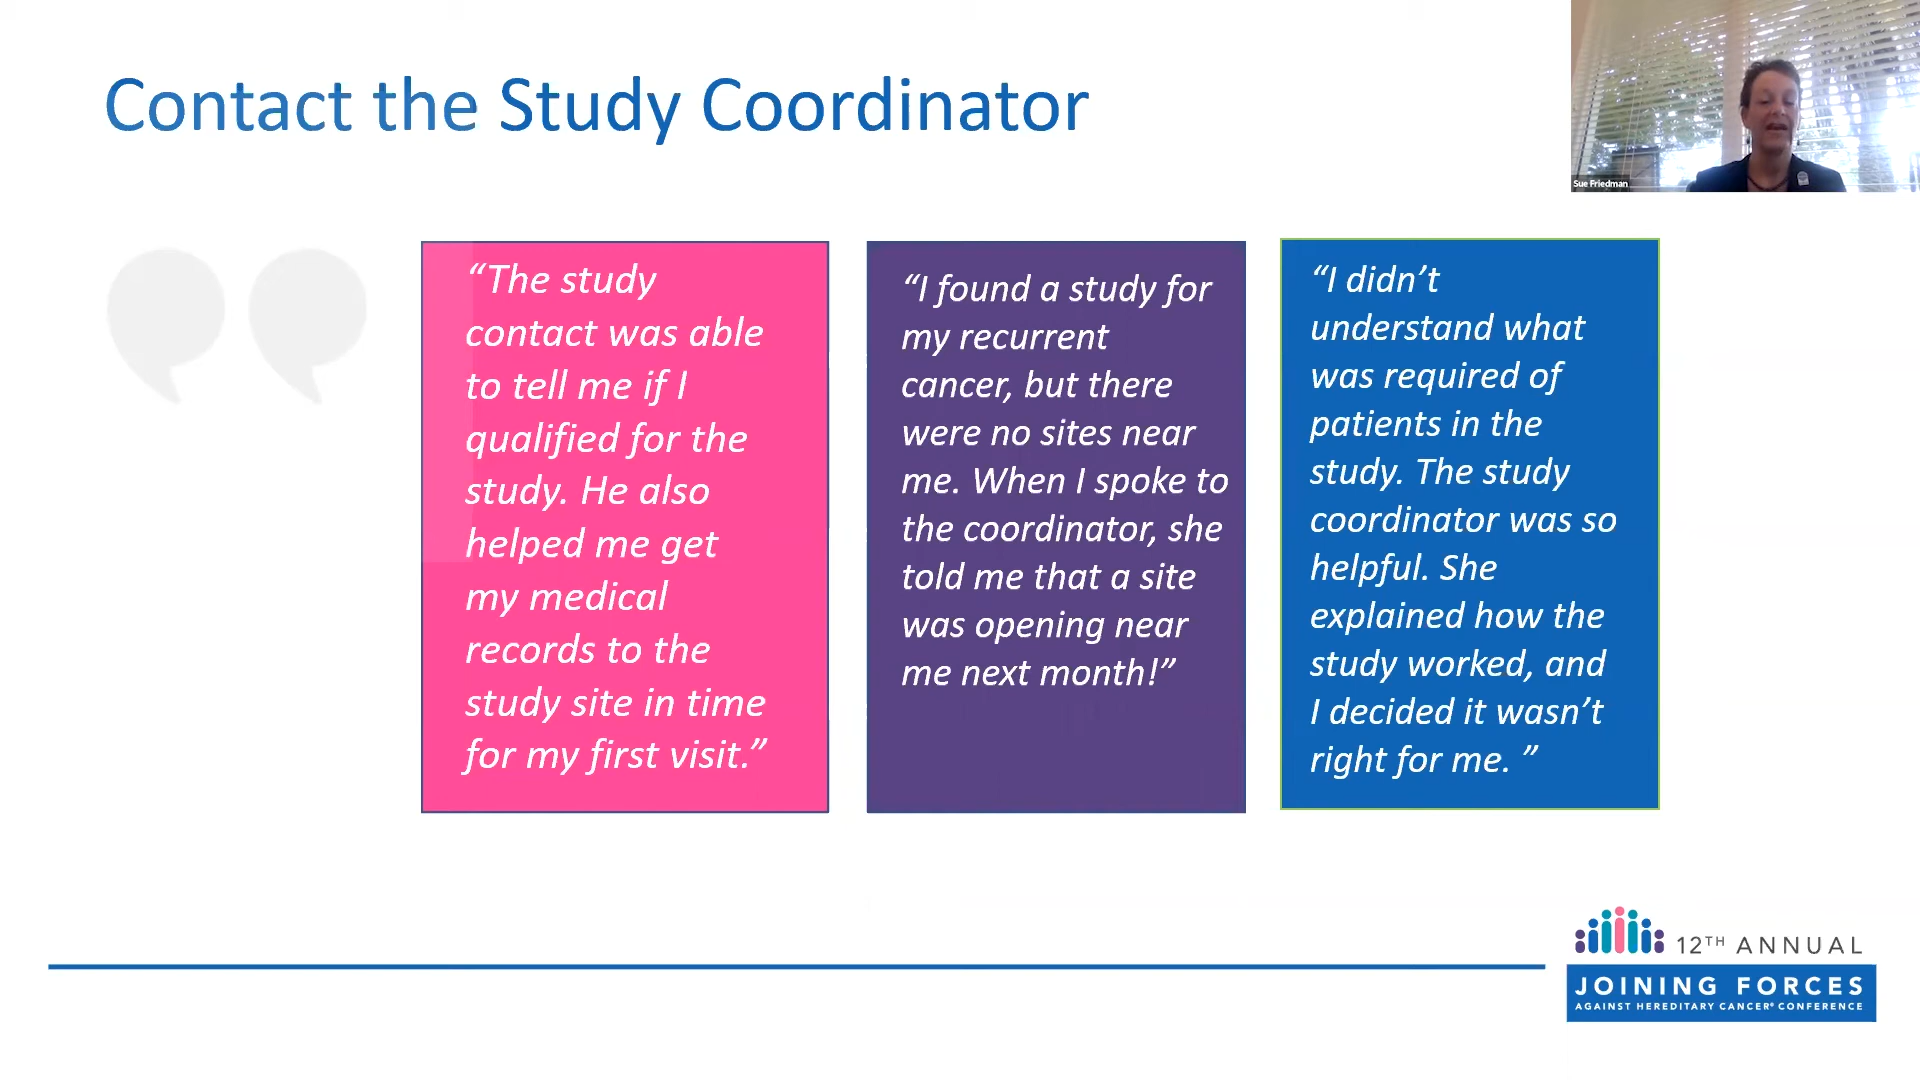 Contact the Study Coordinator
Sue Friedman
“The study
contact was able
to tell me if I
qualified for the
study. He also
helped me get
my medical
records to the
study site in time
for my first visit.”
“I found a study for
my recurrent
cancer, but there
were no sites near
me. When I spoke to
the coordinator, she
told me that a site
was opening near
me next month!”
“I didn’t
understand what
was required of
patients in the
study. The study
coordinator was so
helpful. She
explained how the
study worked, and
I decided it wasn’t
right for me. ”
12TH ANNUAL
JOINING FORCES
AGAINST HEREDITARY CANCER® CONFERENCE